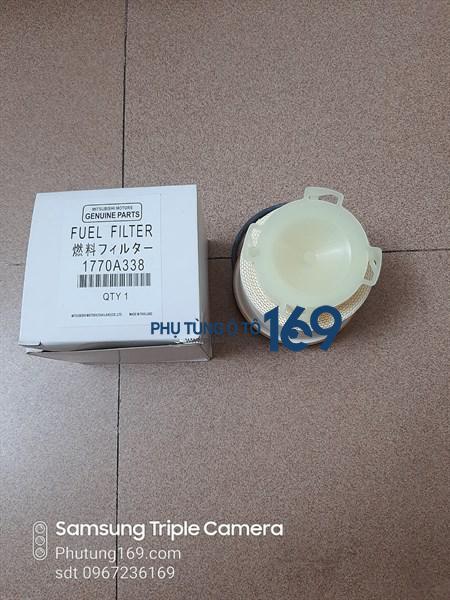 MITSUBISHI MOTORS
GENUINE PARTS
FUEL FILTER
燃料フィルター
1770A338
QTY 1
MADE IN THAILAND
PHỤ TÙNG Ô TÔ 169
Samsung Triple Camera
Phutung169.com
sdt 0967236169